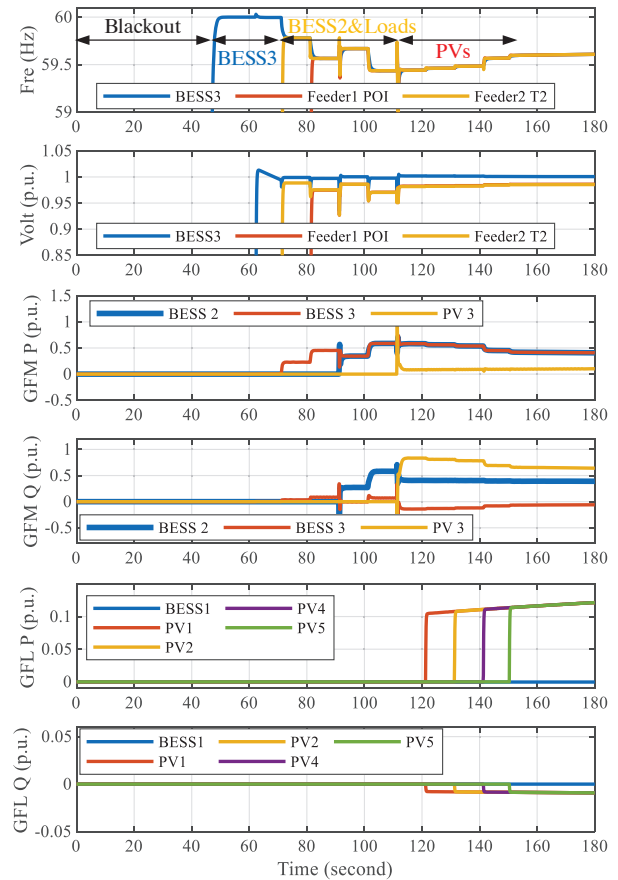 Fre (Hz)
60
59.5
59
Blackout
BESS3
BESS2&Loads
PVs
BESS3 Feeder1 POI Feeder2 T2
0 20 40 60 80 100 120 140 160 180
Volt (p.u.)
1.05
1
0.95
0.9
0.85
BESS3 Feeder1 POI Feeder2 T2
0 20 40 60 80 100 120 140 160 180
GFM P (p.u.)
1.5
1
0.5
0
-0.5
BESS 2 BESS 3 PV 3
0 20 40 60 80 100 120 140 160 180
GFM Q (p.u.)
1
0.5
0
-0.5
BESS 2 BESS 3 PV 3
0 20 40 60 80 100 120 140 160 180
GFL P (p.u.)
0.1
0.05
0
BESS1 PV4
PV1 PV5
PV2
0 20 40 60 80 100 120 140 160 180
GFL Q (p.u.)
0.05
0
-0.05
BESS1 PV2 PV5
PV1 PV4
0 20 40 60 80 100 120 140 160 180
Time (second)